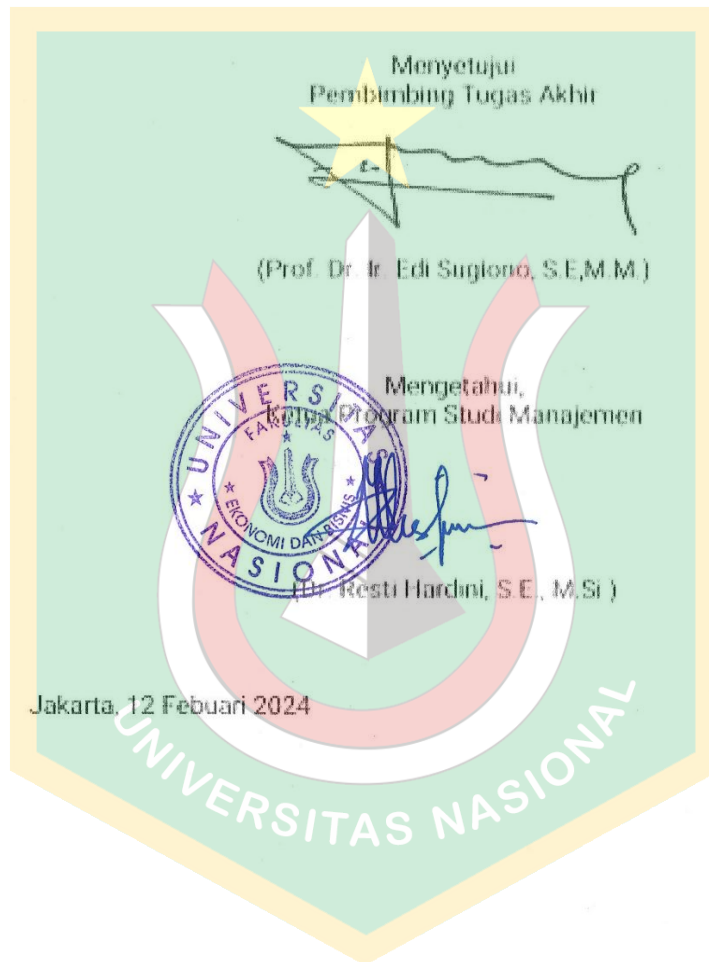 Menyetujui
Pembimbing Tugas Akhir
(Prof. Dr. Ir. Edi Sugiono, S.E,M.M.)
Mengetahui,
Ketua Program Studi Manajemen
UNIVERSITAS
FAKULTAS
EKONOMI DAN BISNIS
NASIONAL
(Dr. Resti Hardini, S.E., M.Si )
Jakarta, 12 Febuari 2024
UNIVERSITAS NASIONAL